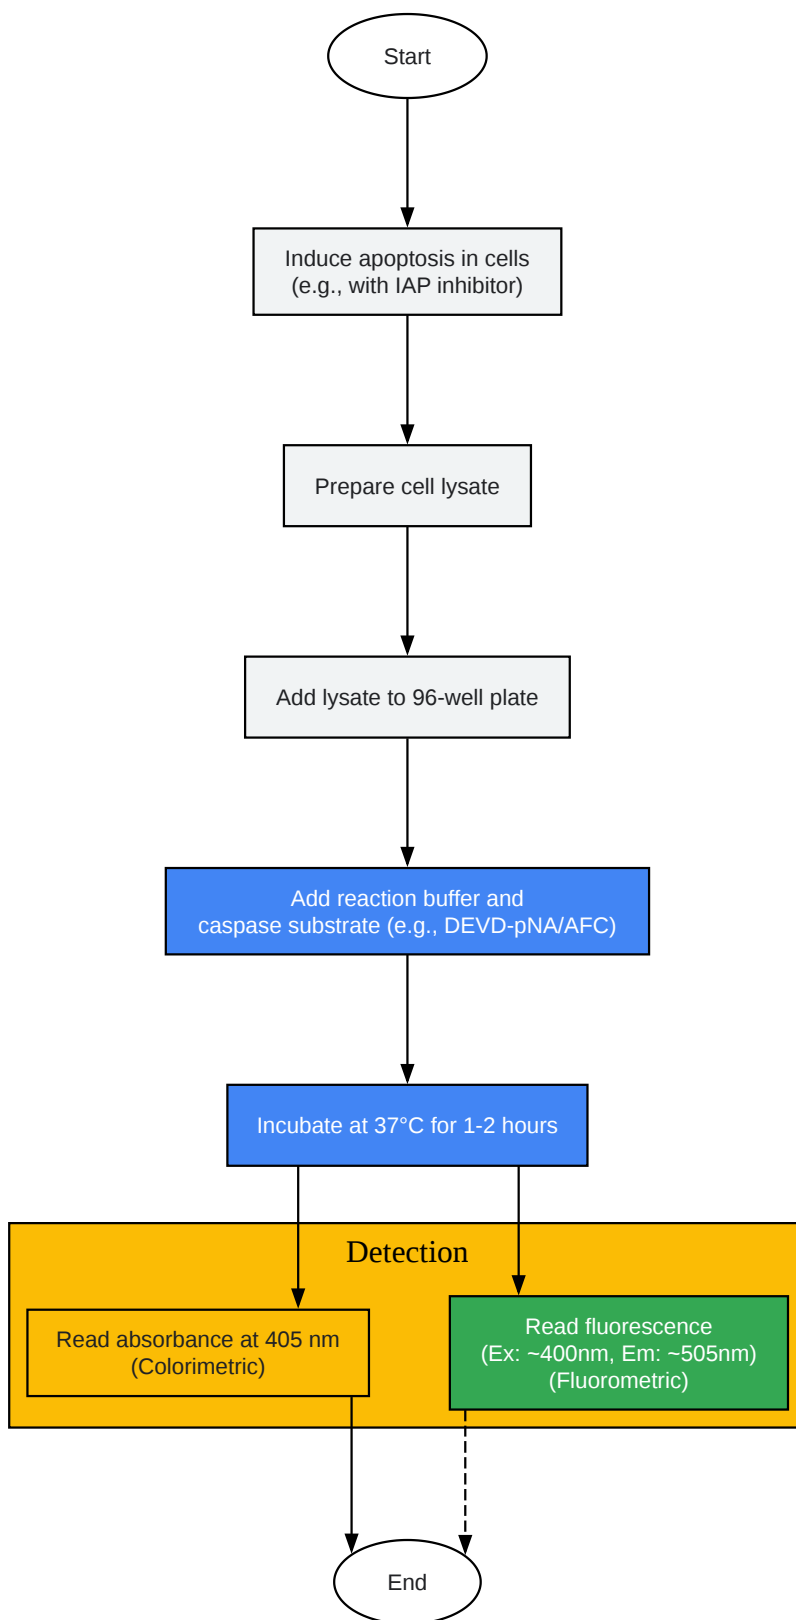 Start
Induce apoptosis in cells
(e.g., with IAP inhibitor)
Prepare cell lysate
Add lysate to 96-well plate
Add reaction buffer and
caspase substrate (e.g., DEVD-pNA/AFC)
Incubate at 37°C for 1-2 hours
Detection
Read absorbance at 405 nm
(Colorimetric)
Read fluorescence
(Ex: ~400nm, Em: ~505nm)
(Fluorometric)
End